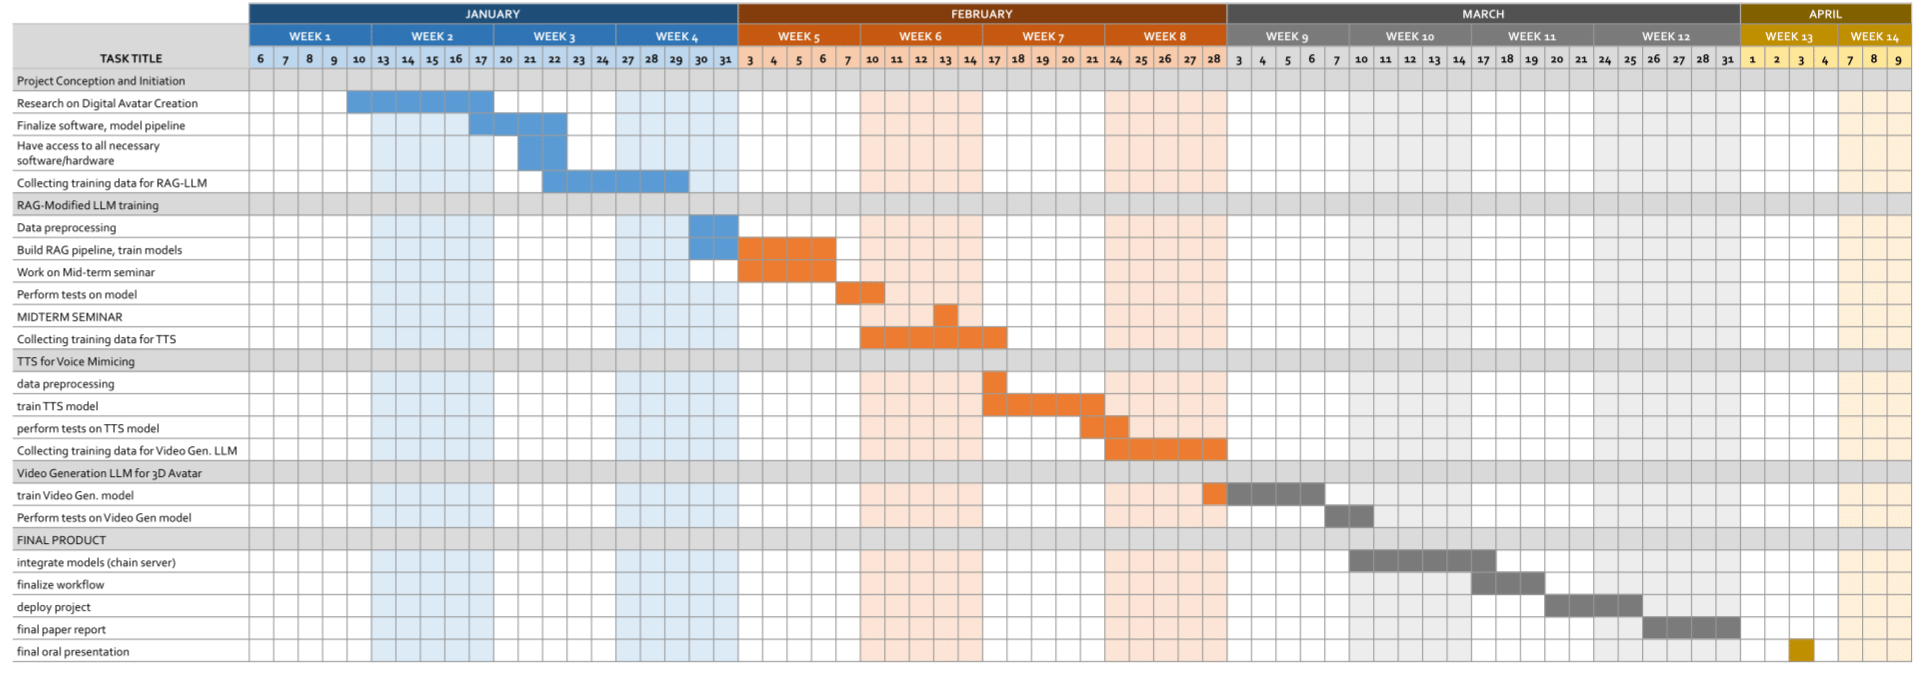 JANUARY FEBRUARY MARCH APRIL
WEEK 1 WEEK 2 WEEK 3 WEEK 4 WEEK 5 WEEK 6 WEEK 7 WEEK 8 WEEK 9 WEEK 10 WEEK 11 WEEK 12 WEEK 13 WEEK 14
TASK TITLE 6 7 8 9 10 13 14 15 16 17 20 21 22 23 24 27 28 29 30 31 3 4 5 6 7 10 11 12 13 14 17 18 19 20 21 24 25 26 27 28 3 4 5 6 7 10 11 12 13 14 17 18 19 20 21 24 25 26 27 28 31 1 2 3 4 7 8 9
Project Conception and Initiation
Research on Digital Avatar Creation
Finalize software, model pipeline
Have access to all necessary
software/hardware
Collecting training data for RAG-LLM
RAG-Modified LLM training
Data preprocessing
Build RAG pipeline, train models
Work on Mid-term seminar
Perform tests on model
MIDTERM SEMINAR
Collecting training data for TTS
TTS for Voice Mimicing
data preprocessing
train TTS model
perform tests on TTS model
Collecting training data for Video Gen. LLM
Video Generation LLM for 3D Avatar
train Video Gen. model
Perform tests on Video Gen model
FINAL PRODUCT
integrate models (chain server)
finalize workflow
deploy project
final paper report
final oral presentation